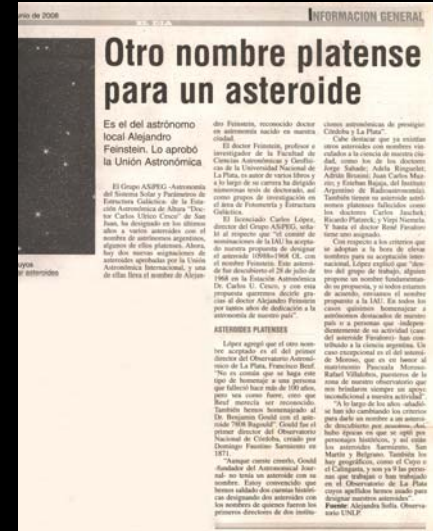 unio de 2008
EL DIA
INFORMACION GENERAL
Otro nombre platense
para un asteroide
Es el del astrónomo
local Alejandro
Feinstein. Lo aprobó
la Unión Astronómica
El Grupo ASPEG -Astronomía
del Sistema Solar y Parámetros de
Estructura Galáctica- de la Esta-
ción Astronómica de Altura "Doc-
tor Carlos Ulrico Cesco" de San
Juan, ha designado en los últimos
años a varios asteroides con el
nombre de astrónomos argentinos,
algunos de ellos platenses. Ahora,
hay dos nuevas asignaciones de
asteroides aprobadas por la Unión
Astronómica Internacional, y una
de ellas lleva el nombre de Alejan-
dro Feinstein, reconocido doctor
en astronomía nacido en nuestra
ciudad.
El doctor Feinstein, profesor e
investigador de la Facultad de
Ciencias Astronómicas y Geofísi-
cas de la Universidad Nacional de
La Plata, es autor de varios libros y
a lo largo de su carrera ha dirigido
numerosas tesis de doctorado, así
como grupos de investigación en
el área de Fotometría y Estructura
Galáctica.
El licenciado Carlos López,
director del Grupo ASPEG, seña-
ló al respecto que "el comité de
nominaciones de la IAU ha acepta-
do nuestra propuesta de designar
el asteroide 1968 OL con
el nombre Feinstein. Este asteroi-
de fue descubierto el 28 de julio de
1968 en la Estación Astronómica
Dr. Carlos U. Cesco, y con esta
propuesta queremos decirle gra-
cias al doctor Alejandro Feinstein
por tantos años de dedicación a la
astronomía de nuestro país".
ASTEROIDES PLATENSES
López agregó que el otro nom-
bre aceptado es el del primer
director del Observatorio Astronó-
mico de La Plata, Francisco Beuf.
"No es común que se haga este
tipo de homenaje a una persona
que falleció hace más de 100 años,
pero sea como fuere, creo que
Beuf merecía ser reconocido.
También hemos homenajeado al
Dr. Benjamin Gould con el aste-
roide 7808 Bagould". Gould fue el
primer director del Observatorio
Nacional de Córdoba, creado por
Domingo Faustino Sarmiento en
1871.
"Aunque cueste creerlo, Gould
-fundador del Astronomical Jour-
nal- no tenía un asteroide con su
nombre. Estoy convencido que
hemos saldado dos cuentas históri-
cas designando dos asteroides con
los nombres de quienes fueron los
primeros directores de dos institu-
ciones astronómicas de prestigio:
Córdoba y La Plata".
Cabe destacar que ya existían
otros asteroides con nombres vin-
culados a la ciencia de nuestra ciu-
dad, como los de los doctores
Jorge Sahade; Adela Ringuelet;
Adrián Brunini; Juan Carlos Muz-
zio; y Esteban Bajaja, del Instituto
Argentino de Radioastronomía.
También tienen su asteroide astró-
nomos platenses fallecidos como
los doctores Carlos Jaschek;
Ricardo Platzeck; y Virpi Niemela.
Y hasta el doctor René Favaloro
tiene uno asignado.
Con respecto a los criterios que
se adoptan a la hora de elevar
nombres para su aceptación inter-
nacional, López explicó que "den-
tro del grupo de trabajo, alguien
propone un nombre fundamentan-
do su propuesta, y si todos estamos
de acuerdo, enviamos el nombre
propuesto a la IAU. En todos los
casos quisimos homenajear a
astrónomos destacados de nuestro
país o a personas que -indepen-
dientemente de su actividad (caso
del asteroide Favaloro)- han con-
tribuido a la ciencia argentina. Un
caso excepcional es el del asteroi-
de Moroso, que es en honor al
matrimonio Pascuala Moroso-
Rafael Villalobos, puesteros de la
zona de nuestro observatorio que
nos brindaron siempre un apoyo
incondicional a nuestra actividad".
"A lo largo de los años -añadió-
se han ido cambiando los criterios
para darle un nombre a un asteroi-
de descubierto por nosotros. Así,
hubo épocas en que se optó por
personajes históricos, y así están
los asteroides Sarmiento, San
Martín y Belgrano. También los
hay geográficos, como el Cuyo o
el Calingasta, y son ya 9 las perso-
nas que trabajan o han trabajado
en el Observatorio de La Plata
cuyos apellidos hemos usado para
designar nuestros asteroides".
Fuente: Alejandra Sofía. Observa-
torio UNLP.
uyos
er asteroides